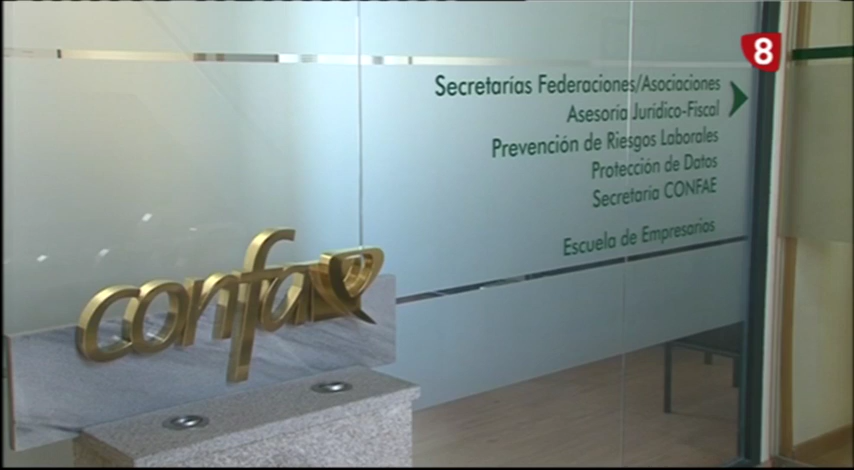 8
Secretarías Federaciones/Asociaciones
Asesoría Jurídico-Fiscal
Prevención de Riesgos Laborales
Protección de Datos
Secretaria CONFAE
Escuela de Empresarios
confae